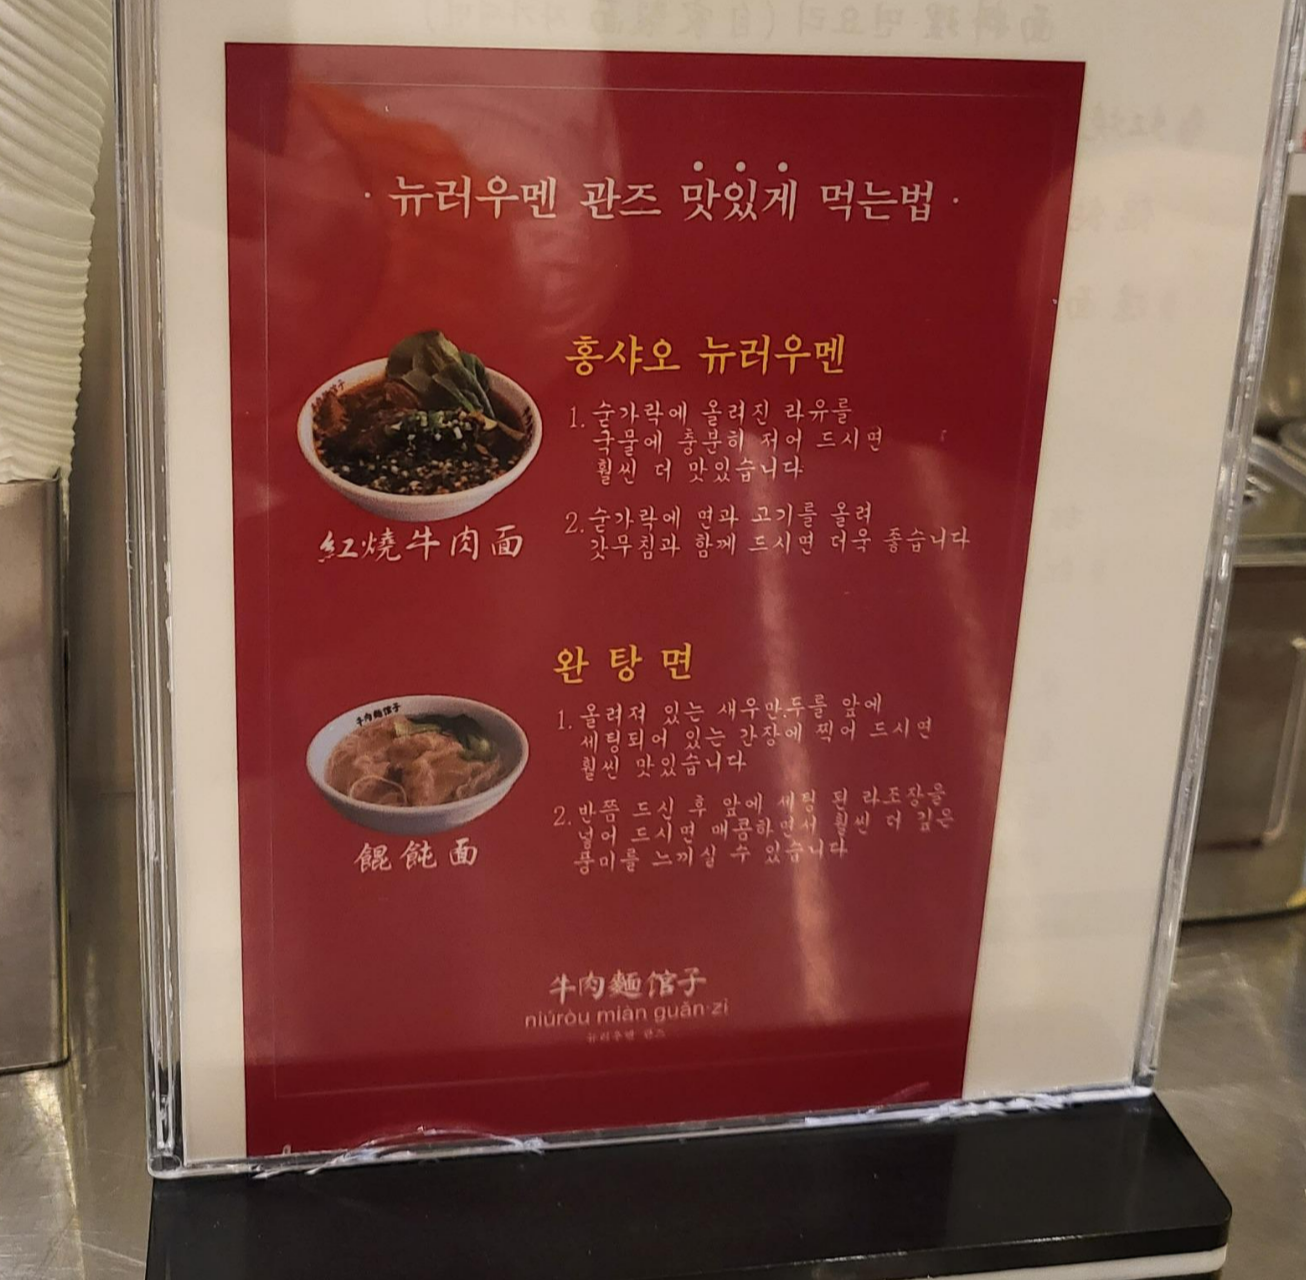 · 뉴러우멘 관즈 맛있게 먹는법 ·
홍샤오 뉴러우멘
1. 숟가락에 올려진 라유를
국물에 충분히 저어 드시면
훨씬 더 맛있습니다
2. 숟가락에 면과 고기를 올려
갓무침과 함께 드시면 더욱 좋습니다
紅燒牛肉面
완탕면
1. 올려져 있는 새우만두를 앞에
세팅되어 있는 간장에 찍어 드시면
훨씬 맛있습니다
2. 반쯤 드신 후 앞에 세팅 된 라조장을
넣어 드시면 매콤하면서 훨씬 더 깊은
풍미를 느끼실 수 있습니다
牛肉麵馆子
餛飩面
牛肉麵馆子
niúròu miàn guǎn·zi
뉴러우멘 관즈